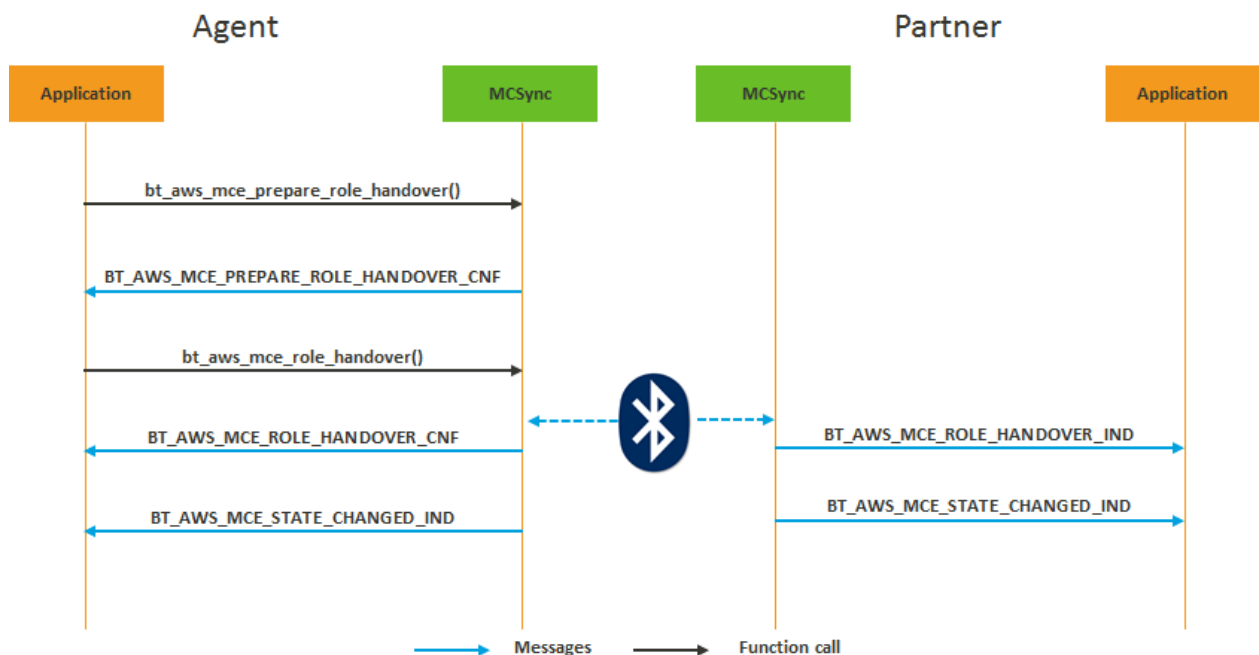 Agent
Partner
Application
MCSync
MCSync
Application
bt_aws_mce_prepare_role_handover()
BT_AWS_MCE_PREPARE_ROLE_HANDOVER_CNF
bt_aws_mce_role_handover()
BT_AWS_MCE_ROLE_HANDOVER_CNF
BT_AWS_MCE_ROLE_HANDOVER_IND
BT_AWS_MCE_STATE_CHANGED_IND
BT_AWS_MCE_STATE_CHANGED_IND
Messages
Function call